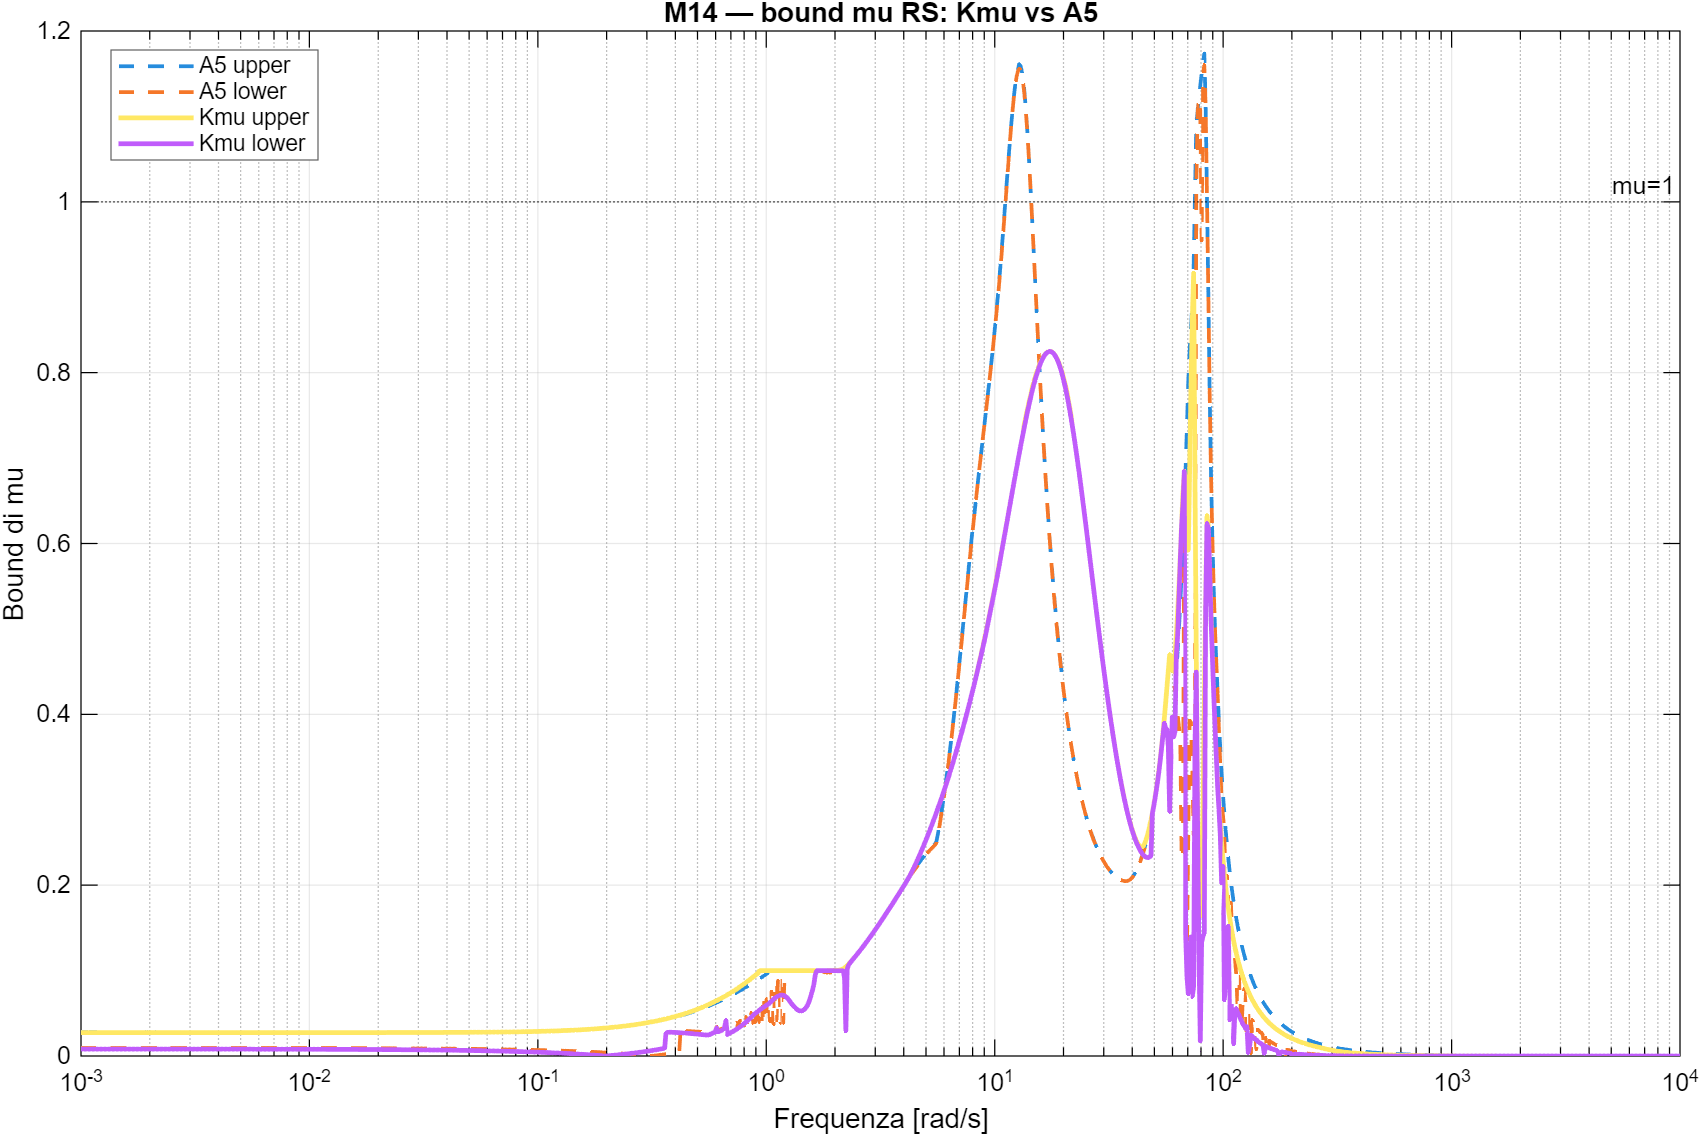 M14 — bound mu RS: Kmu vs A5
1.2
A5 upper
A5 lower
Kmu upper
Kmu lower
mu=1
1
0.8
0.6
0.4
0.2
0
Bound di mu
10-3
10-2
10-1
100
101
102
103
104
Frequenza [rad/s]